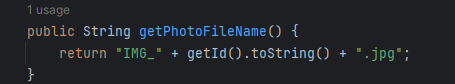 1 usage
public String getPhotoFileName() {
    return "IMG_" + getId().toString() + ".jpg";
}